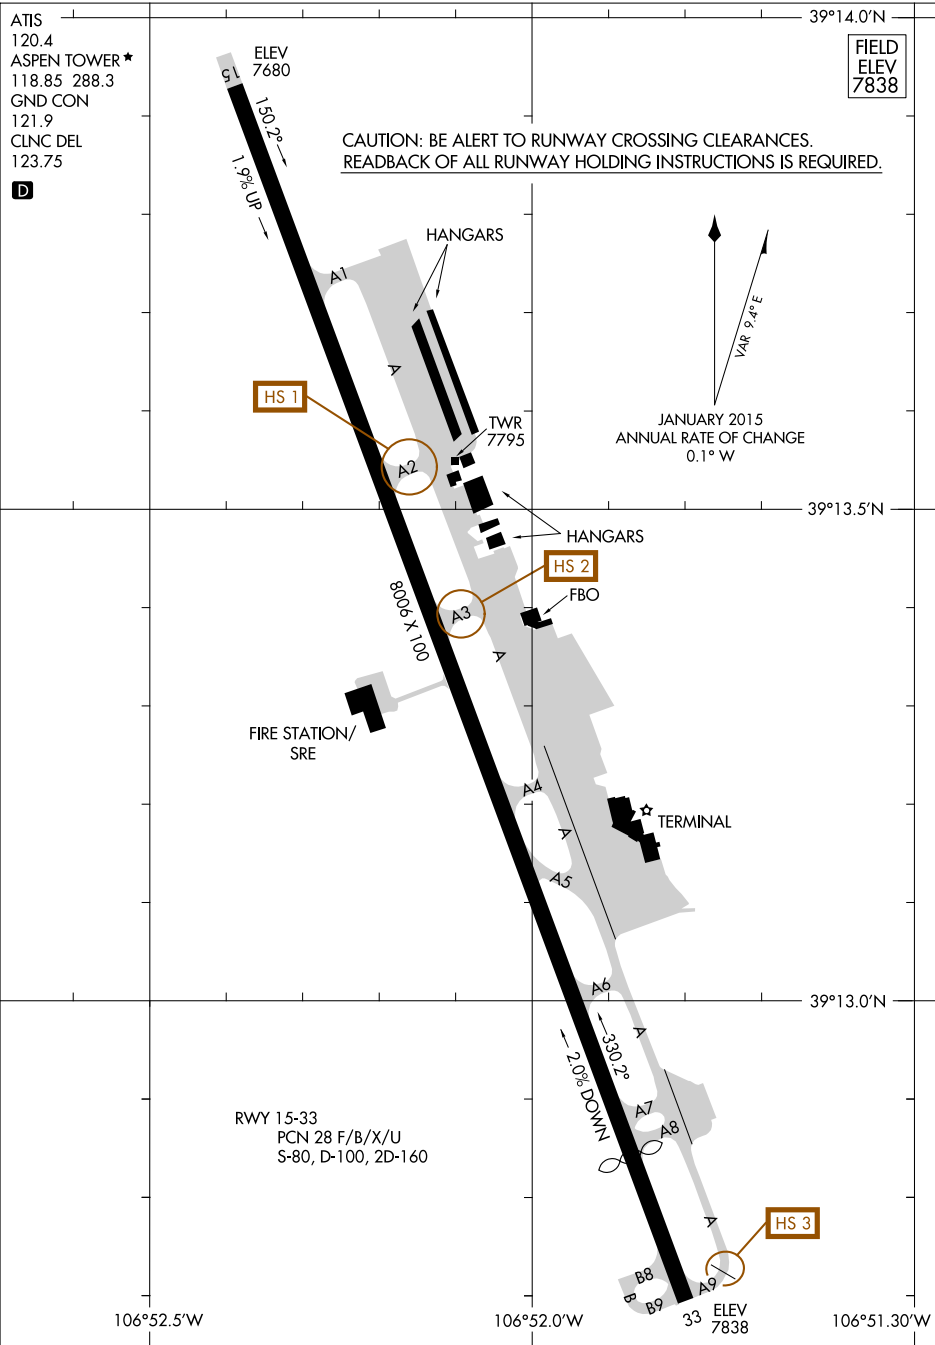 ATIS
120.4
ASPEN TOWER★
118.85 288.3
GND CON
121.9
CLNC DEL
123.75
D
39°14.0'N
FIELD
ELEV
7838
15
ELEV
7680
150.2°
1.9% UP
CAUTION: BE ALERT TO RUNWAY CROSSING CLEARANCES.
READBACK OF ALL RUNWAY HOLDING INSTRUCTIONS IS REQUIRED.
HANGARS
A1
A
VAR 9.4° E
JANUARY 2015
ANNUAL RATE OF CHANGE
0.1° W
HS 1
TWR
7795
A2
39°13.5'N
HANGARS
HS 2
FBO
A3
8006 X 100
A
FIRE STATION/
SRE
A4
A
TERMINAL
A5
A6
39°13.0'N
A
330.2°
2.0% DOWN
A7
A8
RWY 15-33
PCN 28 F/B/X/U
S-80, D-100, 2D-160
A
HS 3
B8
B
B9
A9
33
ELEV
7838
106°52.5'W
106°52.0'W
106°51.30'W